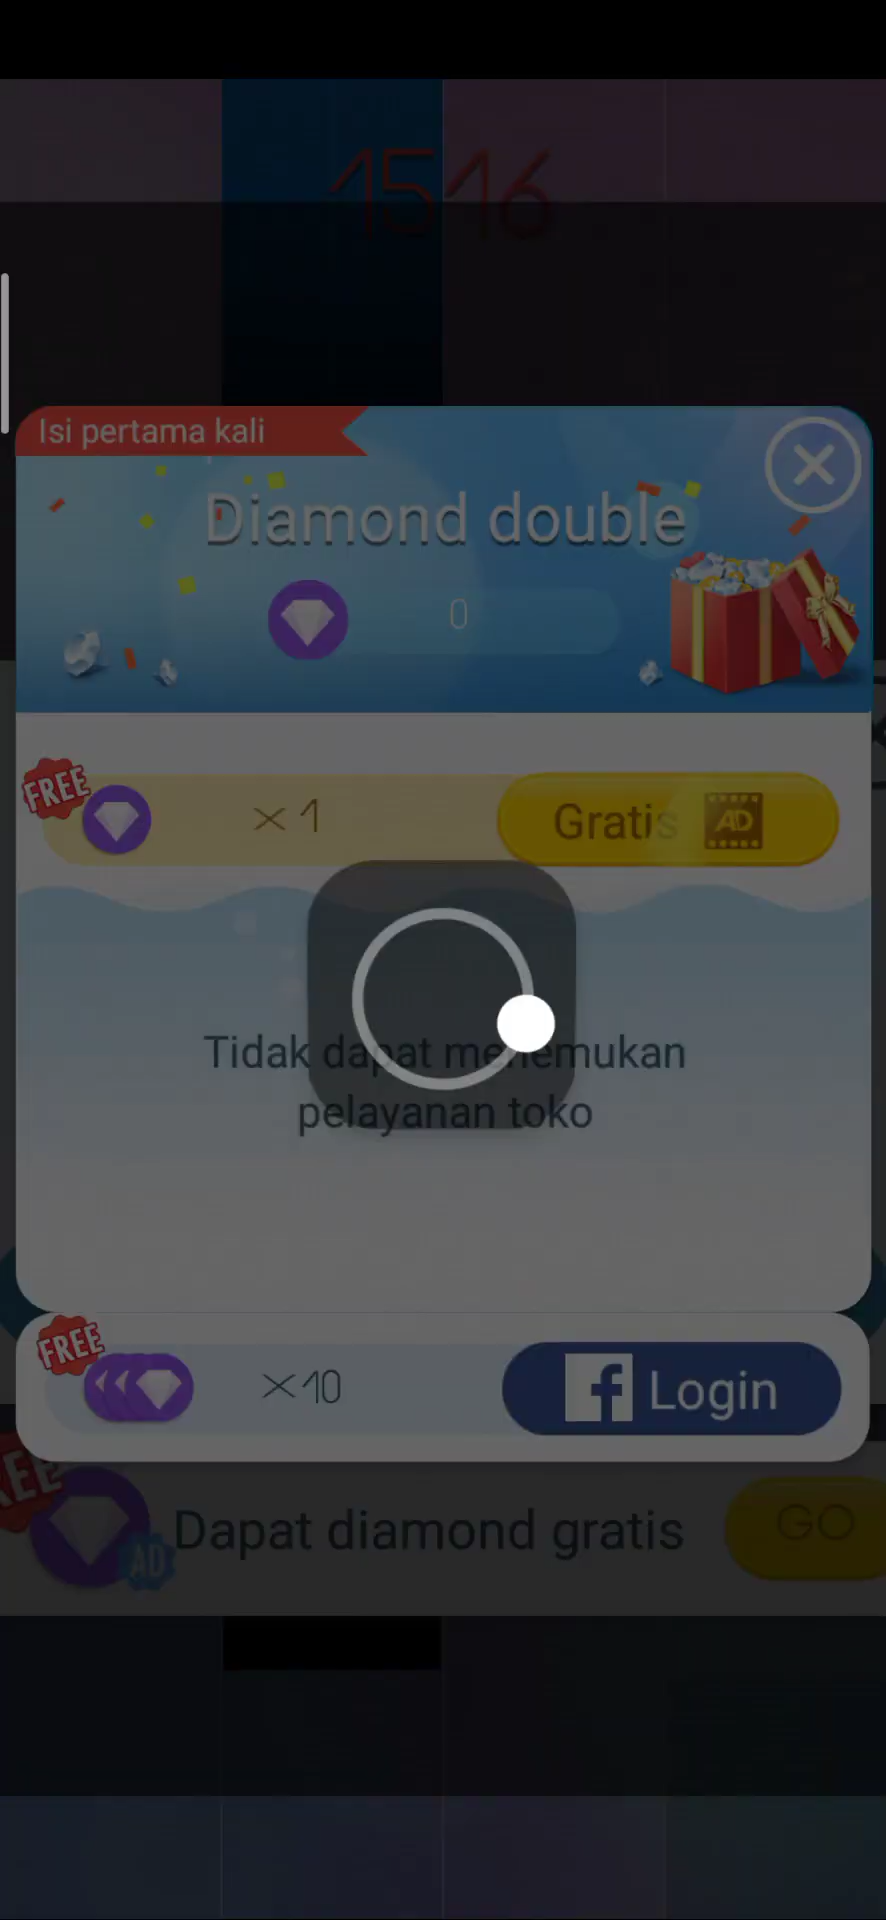 1516
Isi pertama kali
Diamond double
0
FREE
×1
Gratis AD
Tidak dapat menemukan
pelayanan toko
FREE
×10
Login
AD
Dapat diamond gratis
GO